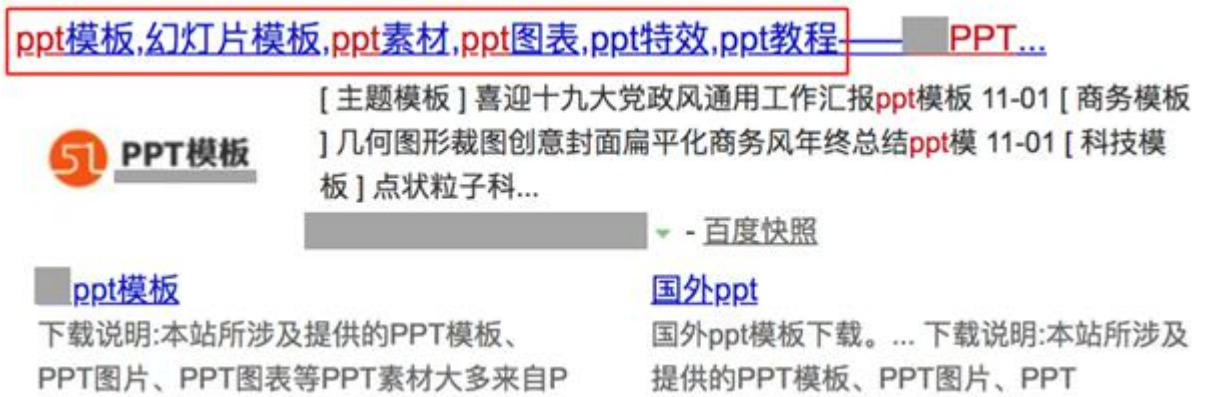 ppt模板,幻灯片模板,ppt素材,ppt图表,ppt特效,ppt教程——PPT...
[ 主题模板 ] 喜迎十九大党政风通用工作汇报ppt模板 11-01 [ 商务模板
] 几何图形裁图创意封面扁平化商务风年终总结ppt模 11-01 [ 科技模
板 ] 点状粒子科...
51 PPT模板
- 百度快照
ppt模板
下载说明:本站所涉及提供的PPT模板、
PPT图片、PPT图表等PPT素材大多来自P
国外ppt
国外ppt模板下载。... 下载说明:本站所涉及
提供的PPT模板、PPT图片、PPT